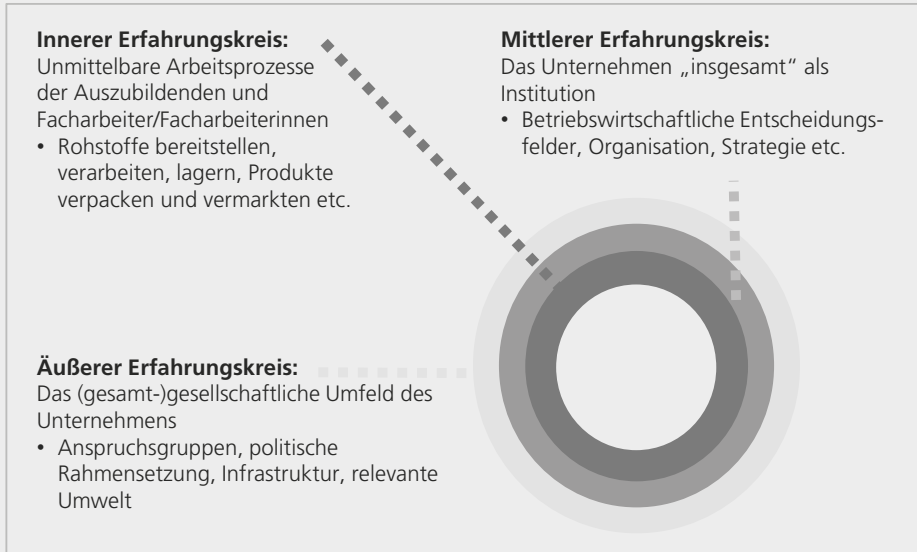 Innerer Erfahrungskreis:
Unmittelbare Arbeitsprozesse
der Auszubildenden und
Facharbeiter/Facharbeiterinnen
• Rohstoffe bereitstellen,
verarbeiten, lagern, Produkte
verpacken und vermarkten etc.
Mittlerer Erfahrungskreis:
Das Unternehmen „insgesamt“ als
Institution
• Betriebswirtschaftliche Entscheidungs-
felder, Organisation, Strategie etc.
Äußerer Erfahrungskreis:
Das (gesamt-)gesellschaftliche Umfeld des
Unternehmens
• Anspruchsgruppen, politische
Rahmensetzung, Infrastruktur, relevante
Umwelt